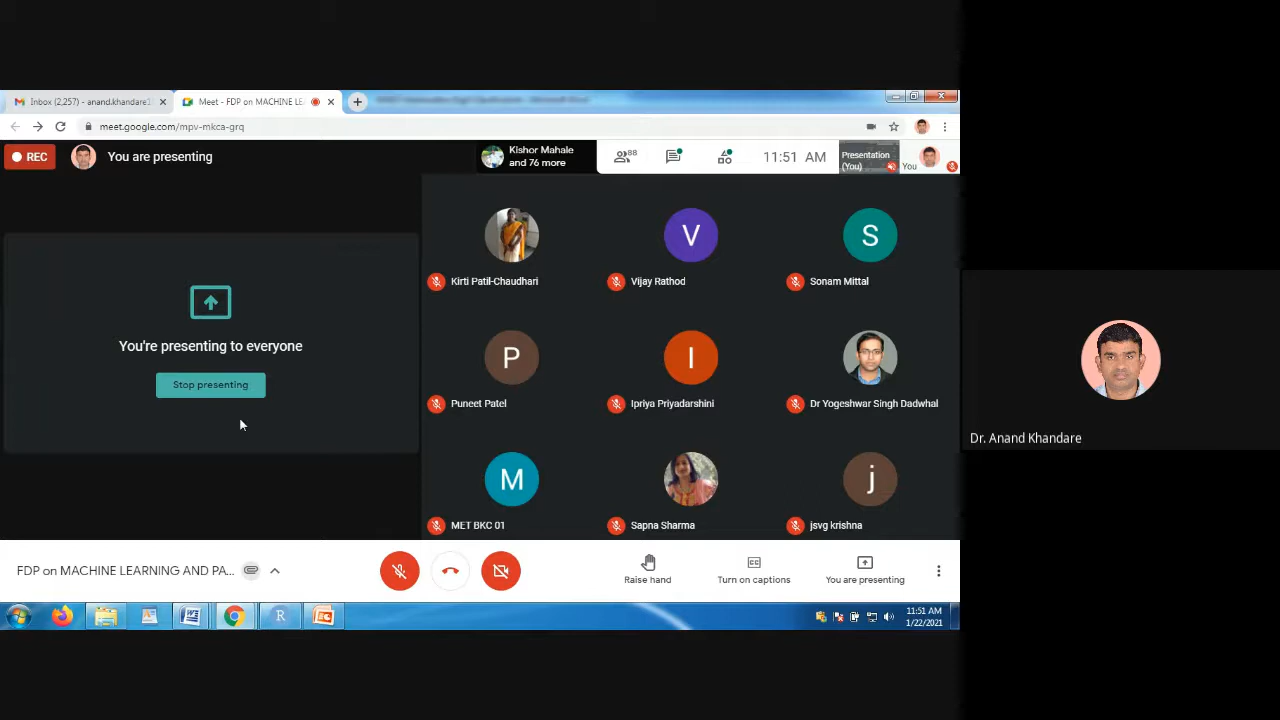 Inbox (2,257) - anand.khandare1
Meet - FDP on MACHINE LE
meet.google.com/mpv-mkca-grq
REC
You are presenting
Kishor Mahale
and 76 more
88
11:51 AM
Presentation
(You)
You
Kirti Patil-Chaudhari
V
Vijay Rathod
S
Sonam Mittal
You're presenting to everyone
Stop presenting
P
Puneet Patel
I
Ipriya Priyadarshini
Dr Yogeshwar Singh Dadwhal
M
MET BKC 01
Sapna Sharma
j
jsvg krishna
Dr. Anand Khandare
FDP on MACHINE LEARNING AND PA...
Raise hand
CC
Turn on captions
You are presenting
R
11:51 AM
1/22/2021